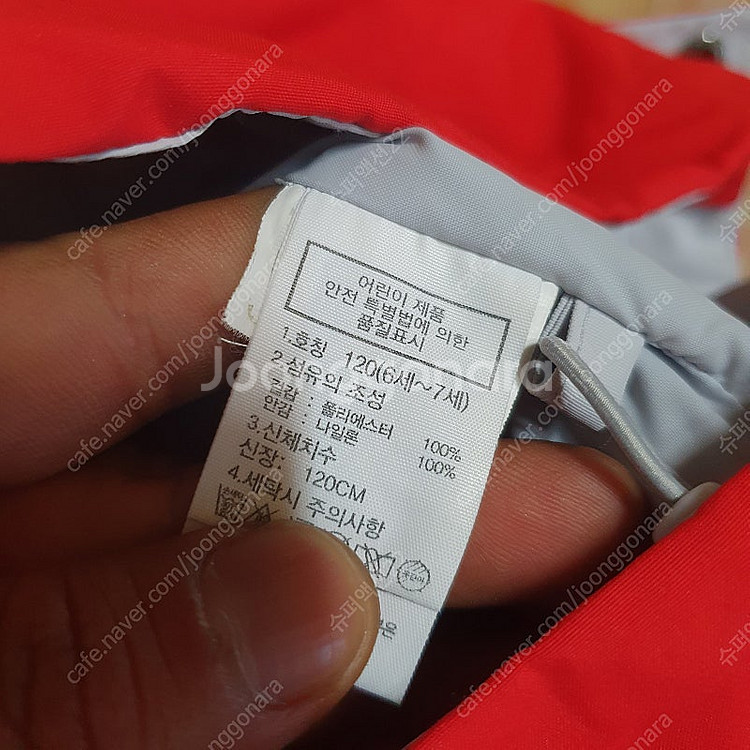 어린이 제품
안전 특별법에 의한
품질표시
1.호칭 120(6세~7세)
2.섬유의 조성
겉감 : 폴리에스터 100%
안감 : 나일론 100%
3.신체치수
신장: 120CM
4.세탁시 주의사항
Joonggonara
cafe.naver.com/joonggonara